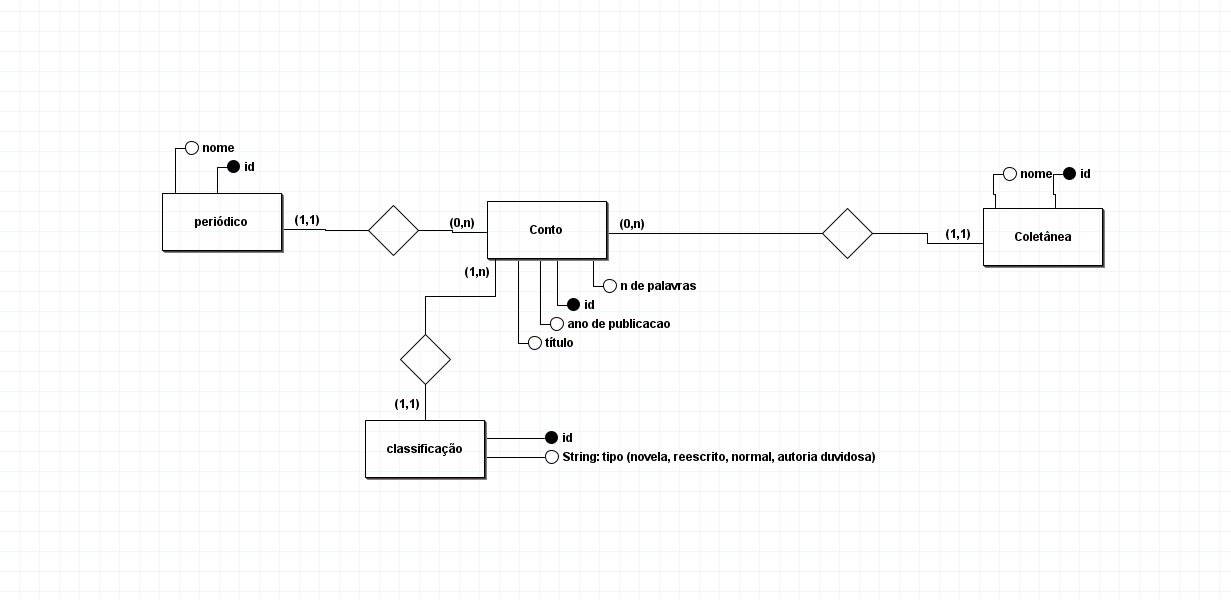 nome
id
periódico
(1,1)
(0,n)
Conto
(0,n)
(1,1)
nome
id
Coletânea
(1,n)
n de palavras
id
ano de publicacao
título
(1,1)
classificação
id
String: tipo (novela, reescrito, normal, autoria duvidosa)